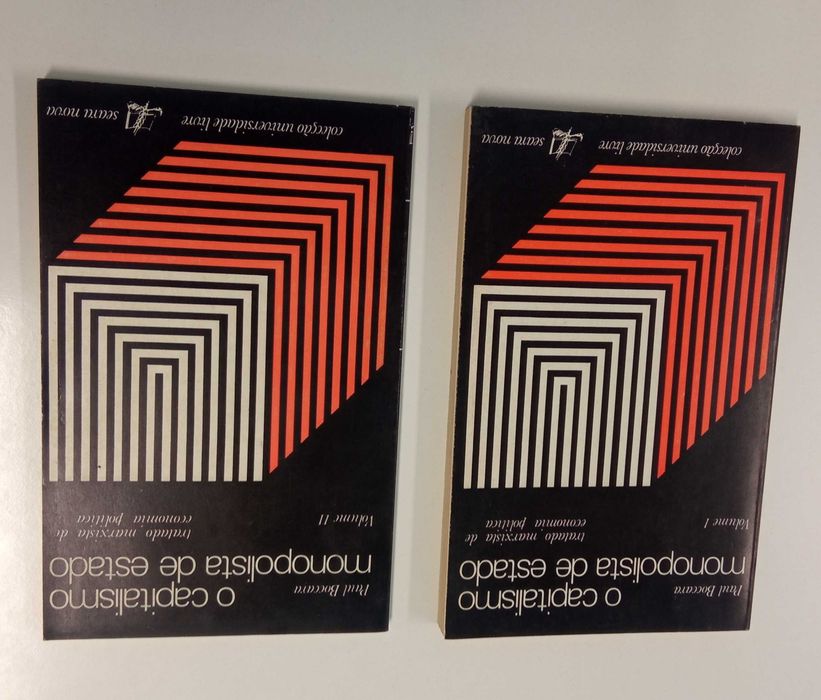 Paul Boccara
o capitalismo
monopolista de estado
Volume I
tratado marxista de
economia política
colecção universidade livre
seara nova
Paul Boccara
o capitalismo
monopolista de estado
Volume II
tratado marxista de
economia política
colecção universidade livre
seara nova